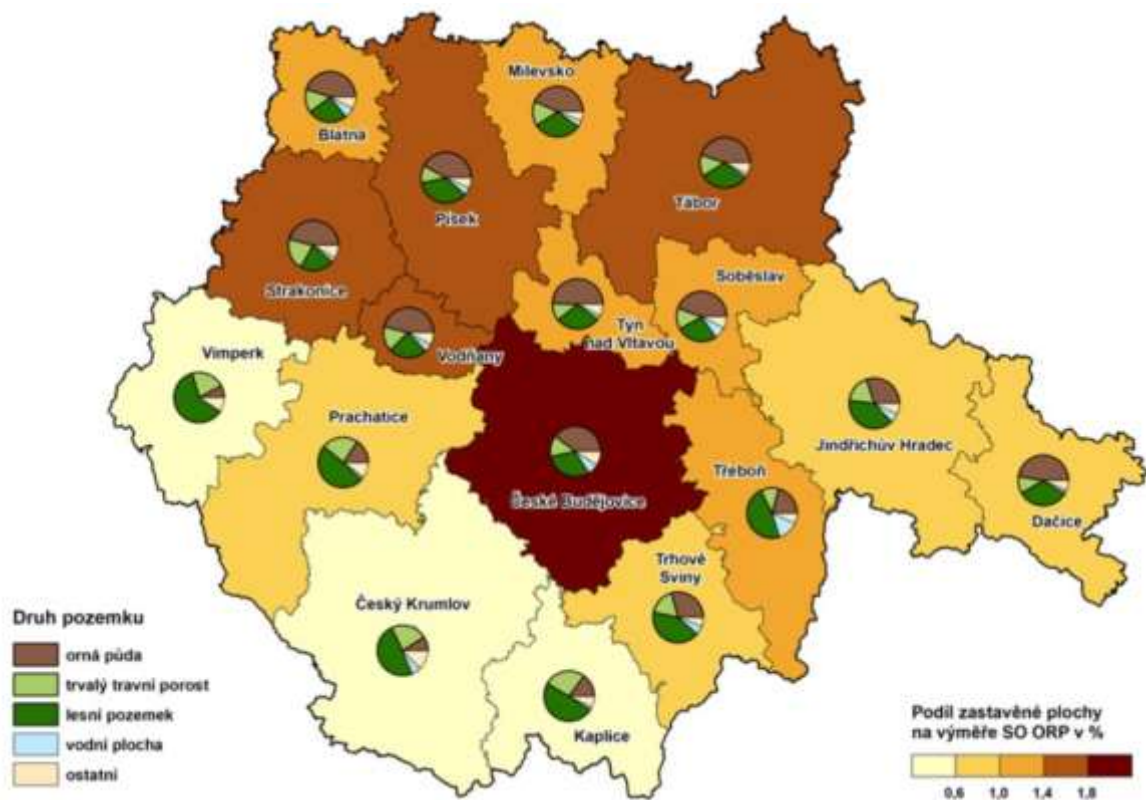 Milevsko
Blatná
Písek
Tábor
Strakonice
Soběslav
Týn
nad Vltavou
Vodňany
Vimperk
Prachatice
Jindřichův Hradec
Třeboň
České Budějovice
Dačice
Trhové
Sviny
Český Krumlov
Kaplice
Druh pozemku
orná půda
trvalý travní porost
lesní pozemek
vodní plocha
ostatní
Podíl zastavěné plochy
na výměře SO ORP v %
0,6 1,0 1,4 1,8